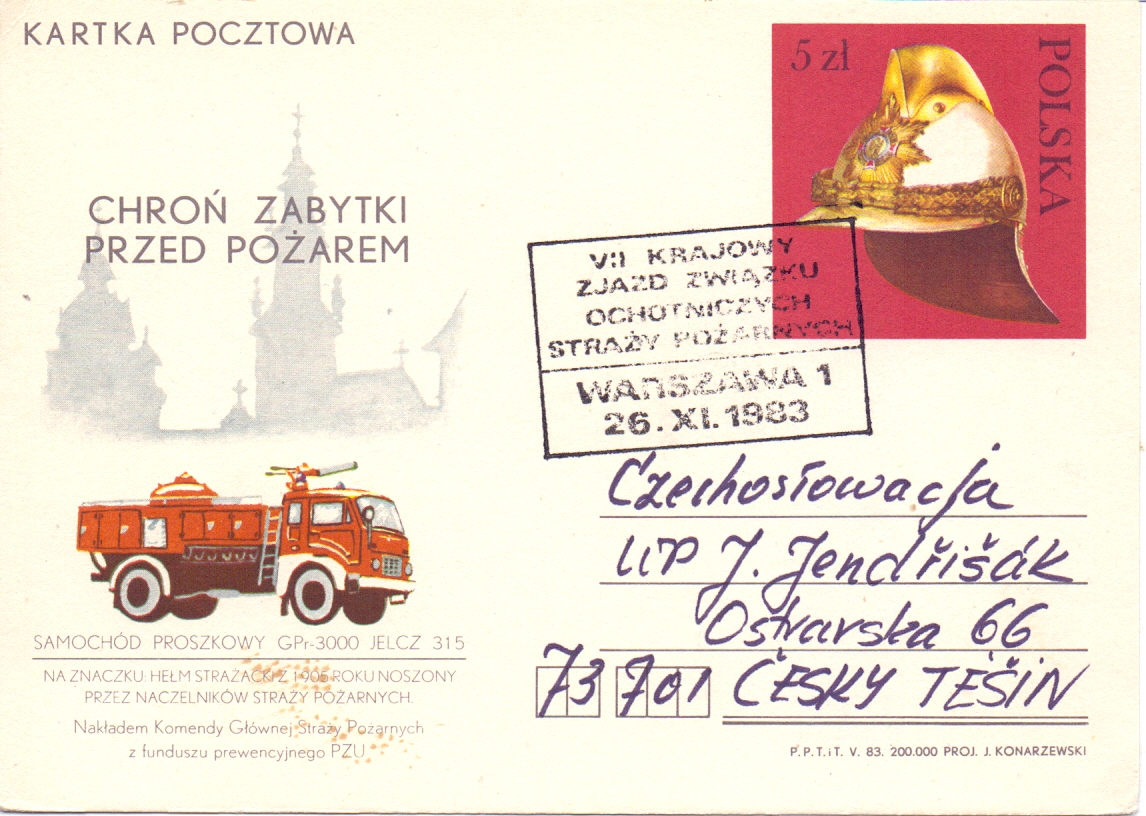 KARTKA POCZTOWA
5 zł
POLSKA
CHROŃ ZABYTKI
PRZED POŻAREM
VII KRAJOWY
ZJAZD ZWIĄZKU
OCHOTNICZYCH
STRAŻY POŻARNYCH
WARSZAWA 1
26.XI.1983
Czechosłowacja
WP J. Jendřišák
Ostravska 66
73 701 ČESKY TĚŠIN
SAMOCHÓD PROSZKOWY GPr-3000 JELCZ 315
NA ZNACZKU: HEŁM STRAŻACKI Z 1905 ROKU NOSZONY
PRZEZ NACZELNIKÓW STRAŻY POŻARNYCH.
Nakładem Komendy Głównej Straży Pożarnych
z funduszu prewencyjnego PZU
P.P.T.iT. V. 83. 200.000 PROJ. J. KONARZEWSKI